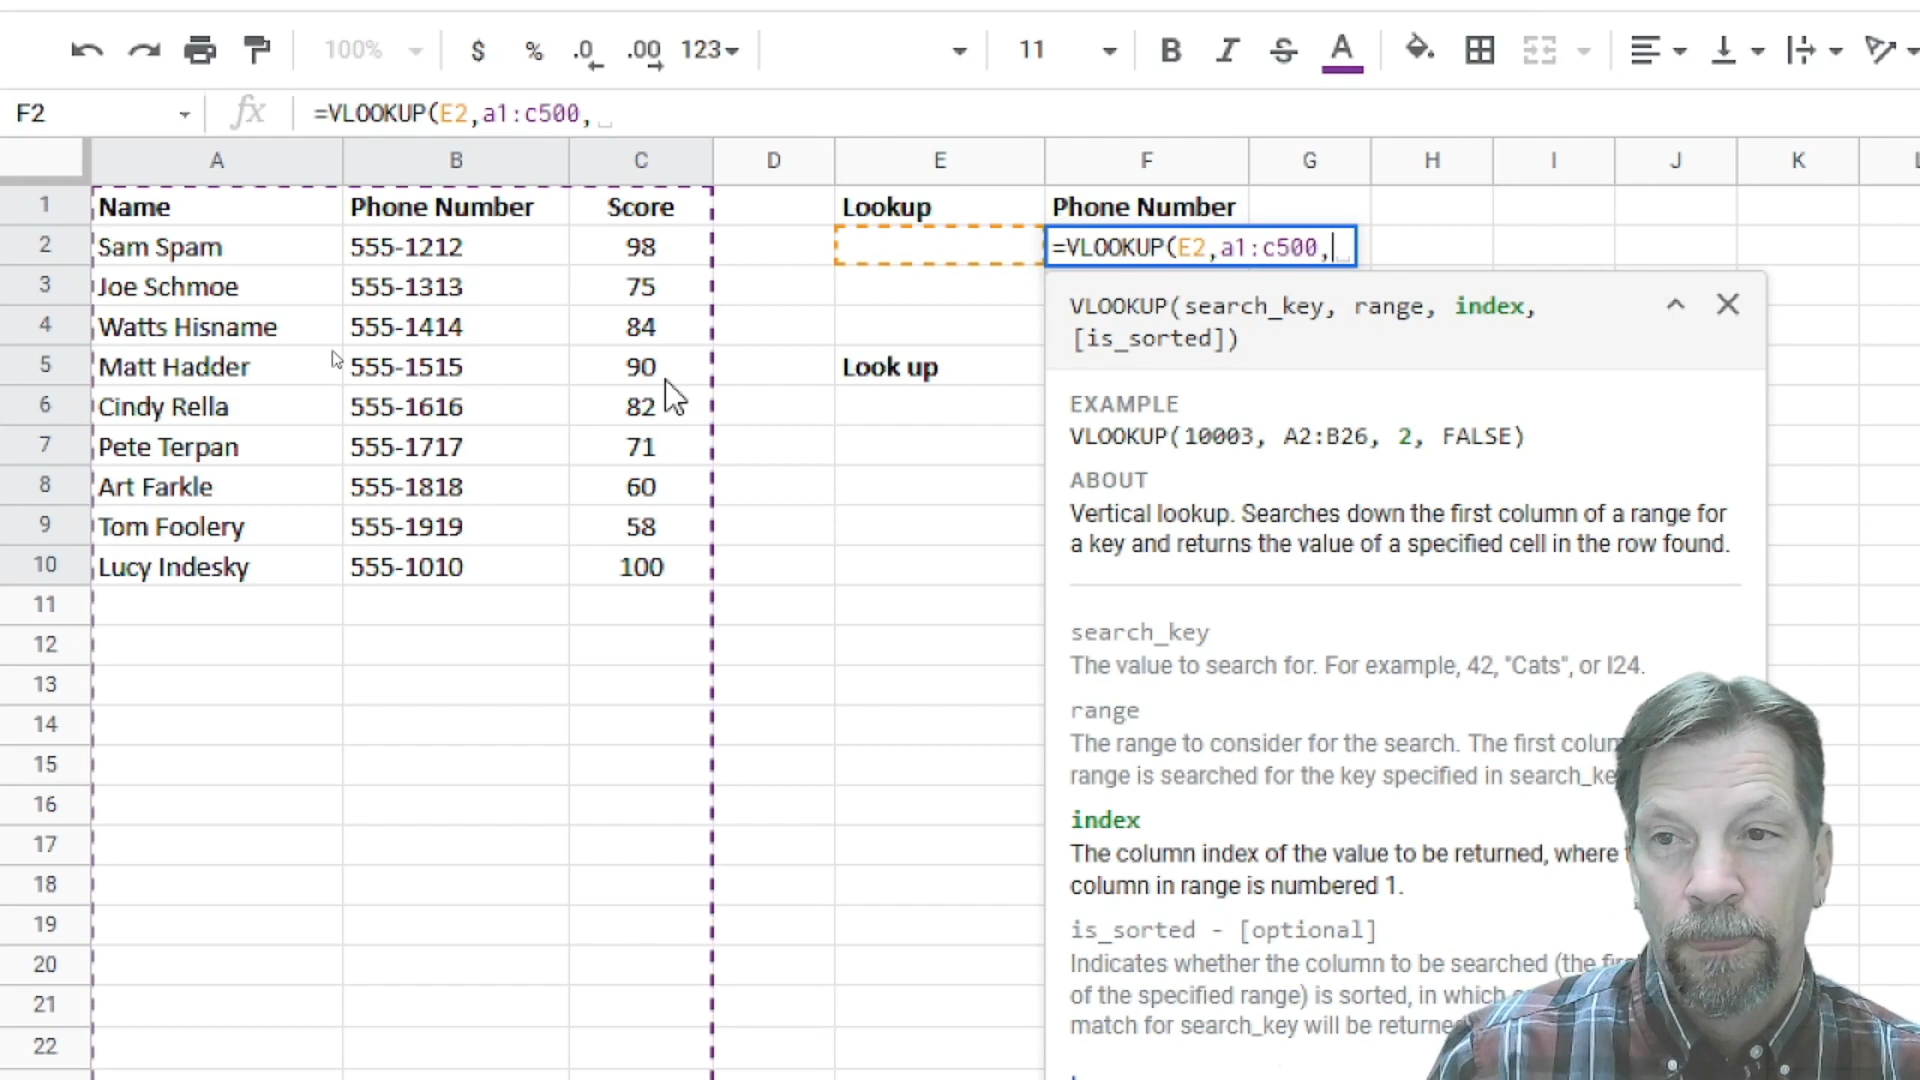 100% $ % .0 .00 123 11 B I S A
F2 fx =VLOOKUP(E2,a1:c500,
A B C D E F G H I J K L
1 Name Phone Number Score Lookup Phone Number
2 Sam Spam 555-1212 98 =VLOOKUP(E2,a1:c500,
3 Joe Schmoe 555-1313 75
4 Watts Hisname 555-1414 84
5 Matt Hadder 555-1515 90 Look up
6 Cindy Rella 555-1616 82
7 Pete Terpan 555-1717 71
8 Art Farkle 555-1818 60
9 Tom Foolery 555-1919 58
10 Lucy Indesky 555-1010 100
11
12
13
14
15
16
17
18
19
20
21
22
VLOOKUP(search_key, range, index,
[is_sorted])
EXAMPLE
VLOOKUP(10003, A2:B26, 2, FALSE)
ABOUT
Vertical lookup. Searches down the first column of a range for
a key and returns the value of a specified cell in the row found.
search_key
The value to search for. For example, 42, "Cats", or I24.
range
The range to consider for the search. The first
range is searched for the key specified in
index
The column index of the value to be returned, where
column in range is numbered 1.
is_sorted - [optional]
Indicates whether the column to be searched (the
of the specified range) is sorted, in which
match for search_key will be